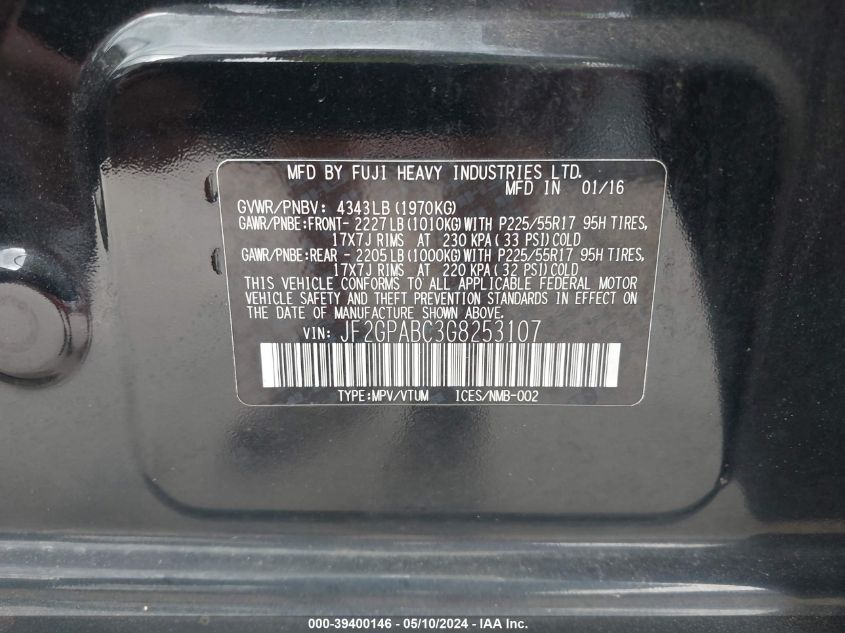 MFD BY FUJI HEAVY INDUSTRIES LTD.
MFD IN 01/16
GVWR/PNBV: 4343LB (1970KG)
GAWR/PNBE:FRONT- 2227LB(1010KG)WITH P225/55R17 95H TIRES,
17X7J RIMS AT 230 KPA(33 PSI)COLD
GAWR/PNBE:REAR - 2205LB(1000KG)WITH P225/55R17 95H TIRES,
17X7J RIMS AT 220 KPA(32 PSI)COLD
THIS VEHICLE CONFORMS TO ALL APPLICABLE FEDERAL MOTOR
VEHICLE SAFETY AND THEFT PREVENTION STANDARDS IN EFFECT ON
THE DATE OF MANUFACTURE SHOWN ABOVE.
VIN: JF2GPABC3G8253107
TYPE:MPV/VTUM ICES/NMB-002
000-39400146 - 05/10/2024 - IAA Inc.